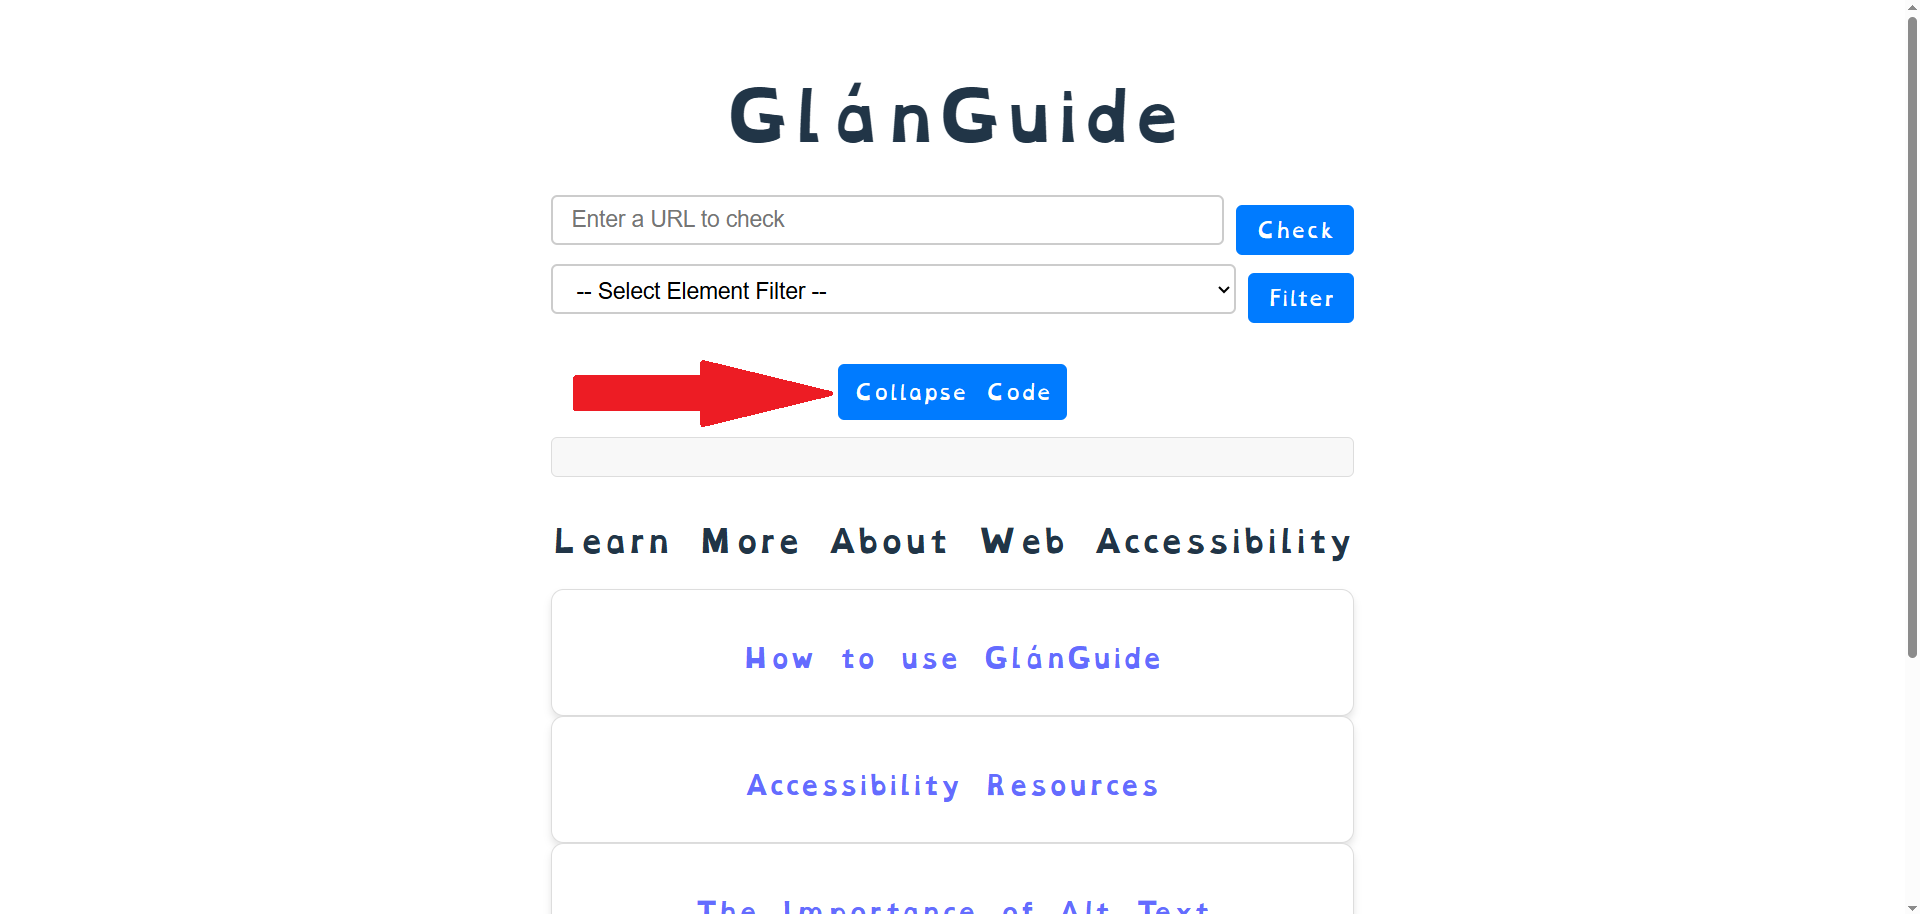 GlánGuide
Enter a URL to check
Check
-- Select Element Filter --
Filter
Collapse Code
Learn More About Web Accessibility
How to use GlánGuide
Accessibility Resources
The Importance of Alt Text